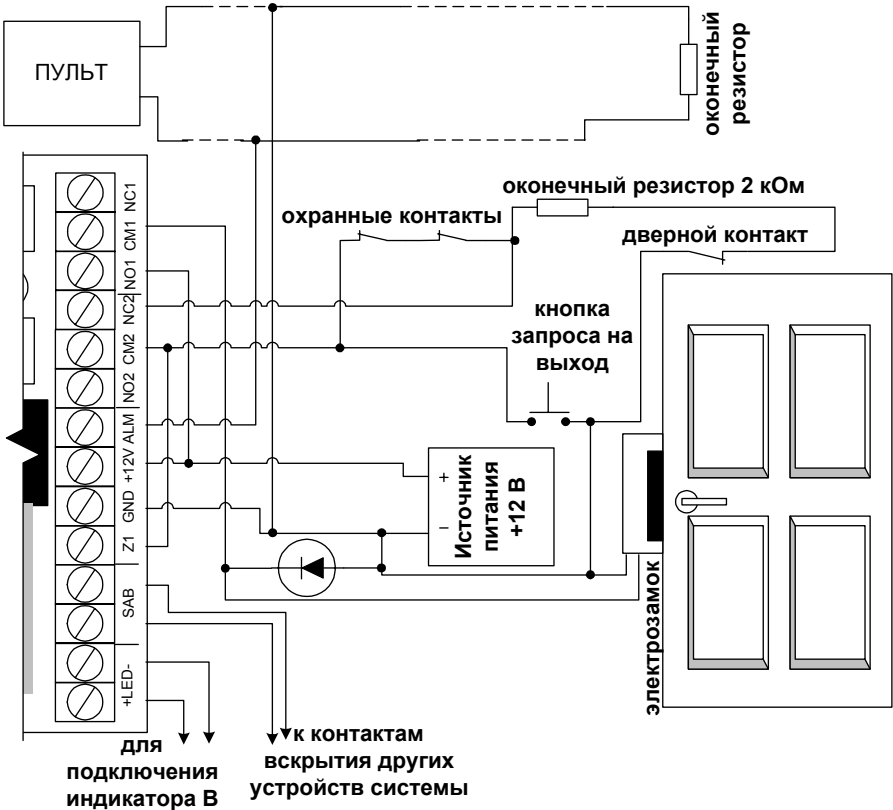 ПУЛЬТ
оконечный
резистор
оконечный резистор 2 кОм
охранные контакты
дверной контакт
кнопка
запроса на
выход
NC1
CM1
NO1
NC2
CM2
NO2
ALM
+12V
GND
Z1
SAB
+LED-
+
–
Источник
питания
+12 В
электрозамок
для
подключения
индикатора В
к контактам
вскрытия других
устройств системы